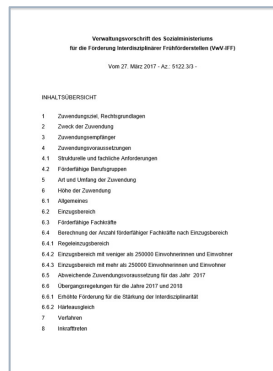 Verwaltungsvorschrift des Sozialministeriums
für die Förderung Interdisziplinärer Frühförderstellen (VwV-IFF)
Vom 27. März 2017 - Az.: 5122.3/3 -
INHALTSÜBERSICHT
1 Zuwendungsziel, Rechtsgrundlagen
2 Zweck der Zuwendung
3 Zuwendungsempfänger
4 Zuwendungsvoraussetzungen
4.1 Strukturelle und fachliche Anforderungen
4.2 Förderfähige Berufsgruppen
5 Art und Umfang der Zuwendung
6 Höhe der Zuwendung
6.1 Allgemeines
6.2 Einzugsbereich
6.3 Förderfähige Fachkräfte
6.4 Berechnung der Anzahl förderfähiger Fachkräfte nach Einzugsbereich
6.4.1 Regeleinzugsbereich
6.4.2 Einzugsbereich mit weniger als 250000 Einwohnerinnen und Einwohner
6.4.3 Einzugsbereich mit mehr als 250000 Einwohnerinnen und Einwohner
6.5 Abweichende Zuwendungsvoraussetzung für das Jahr 2017
6.6 Übergangsregelungen für die Jahre 2017 und 2018
6.6.1 Erhöhte Förderung für die Stärkung der Interdisziplinarität
6.6.2 Härteausgleich
7 Verfahren
8 Inkrafttreten